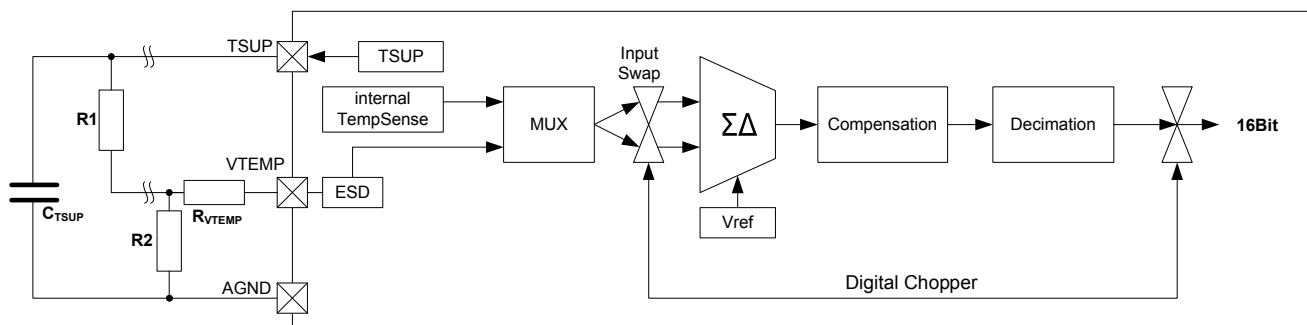 TSUP
TSUP
Input
Swap
internal
TempSense
R1
MUX
ΣΔ
Compensation
Decimation
16Bit
VTEMP
ESD
CTSUP
RVTEMP
R2
Vref
AGND
Digital Chopper